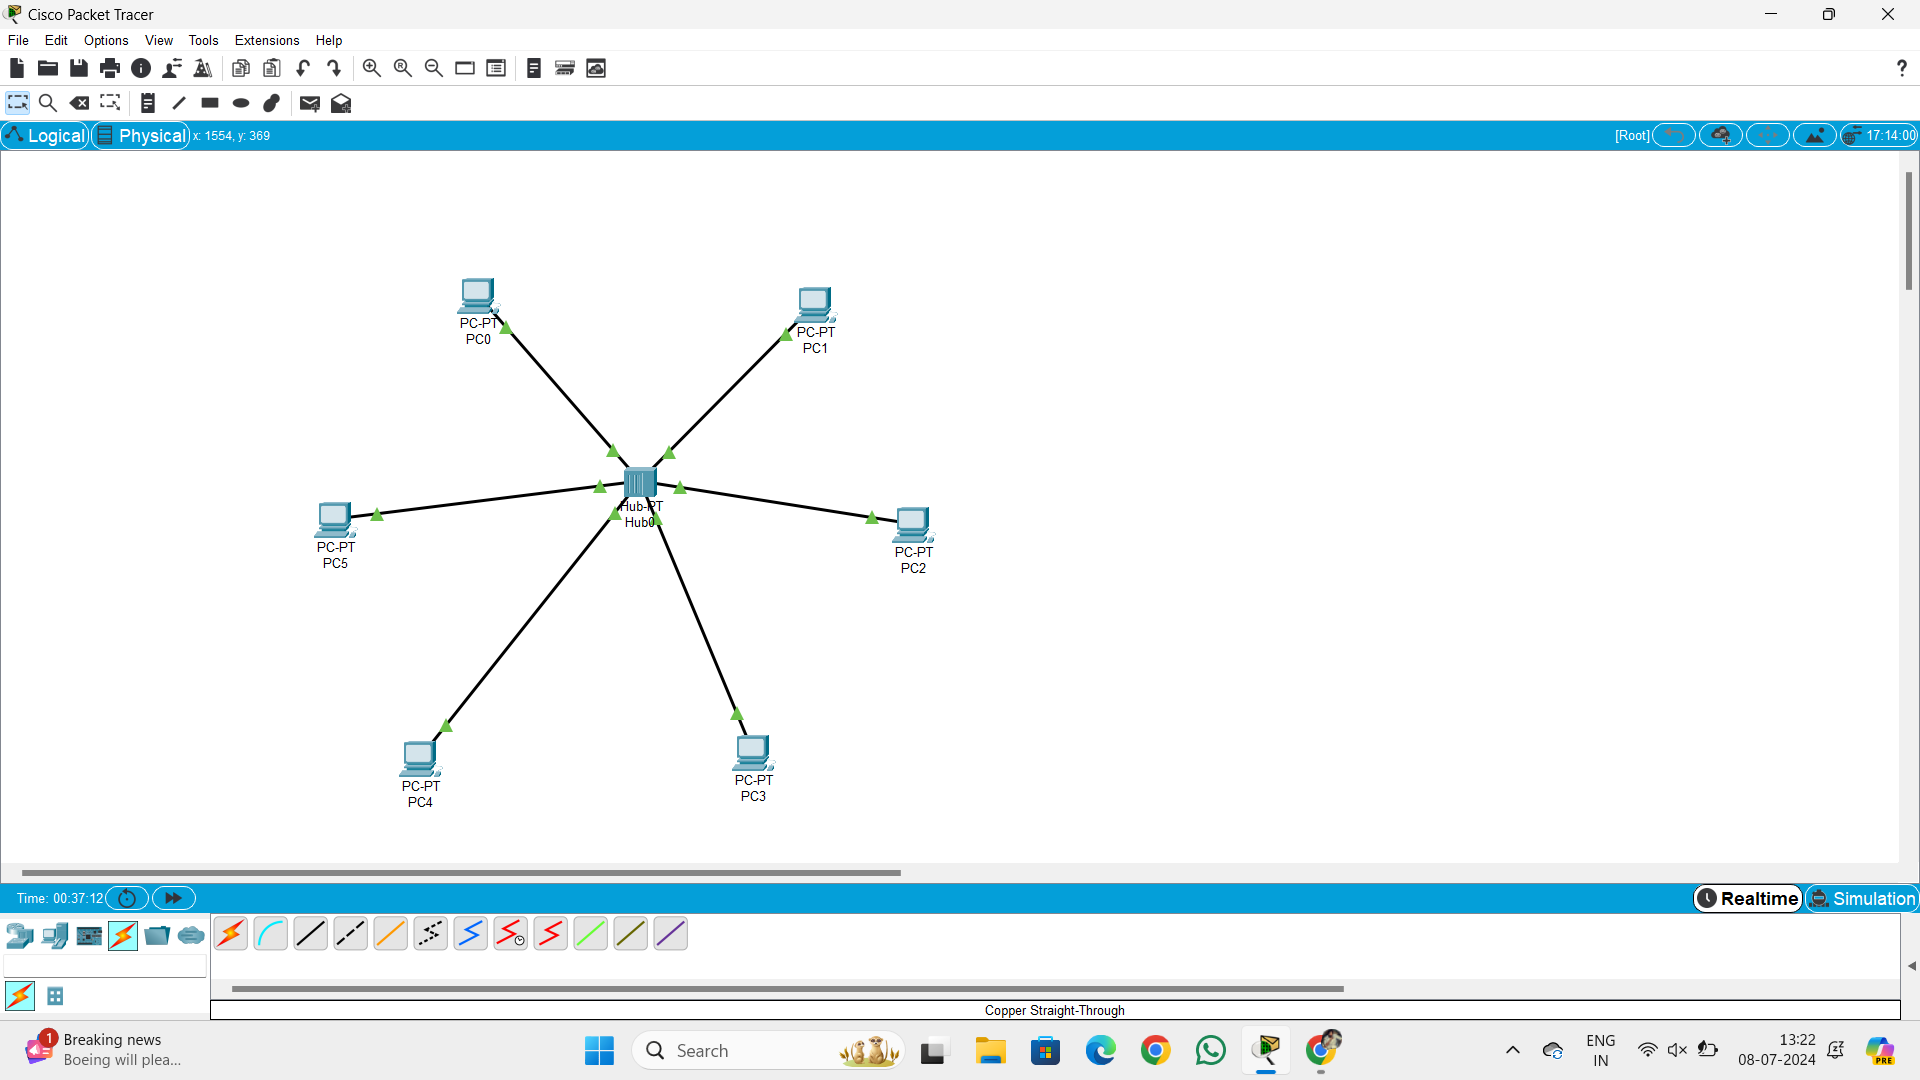 Cisco Packet Tracer
File Edit Options View Tools Extensions Help
?
Logical Physical x: 1554, y: 369 [Root] 17:14:00
PC-PT
PC0
PC-PT
PC1
Hub-PT
Hub0
PC-PT
PC5
PC-PT
PC2
PC-PT
PC4
PC-PT
PC3
Time: 00:37:12 Realtime Simulation
Copper Straight-Through
1
Breaking news
Boeing will plea...
Search
ENG
IN
13:22
08-07-2024
PRE